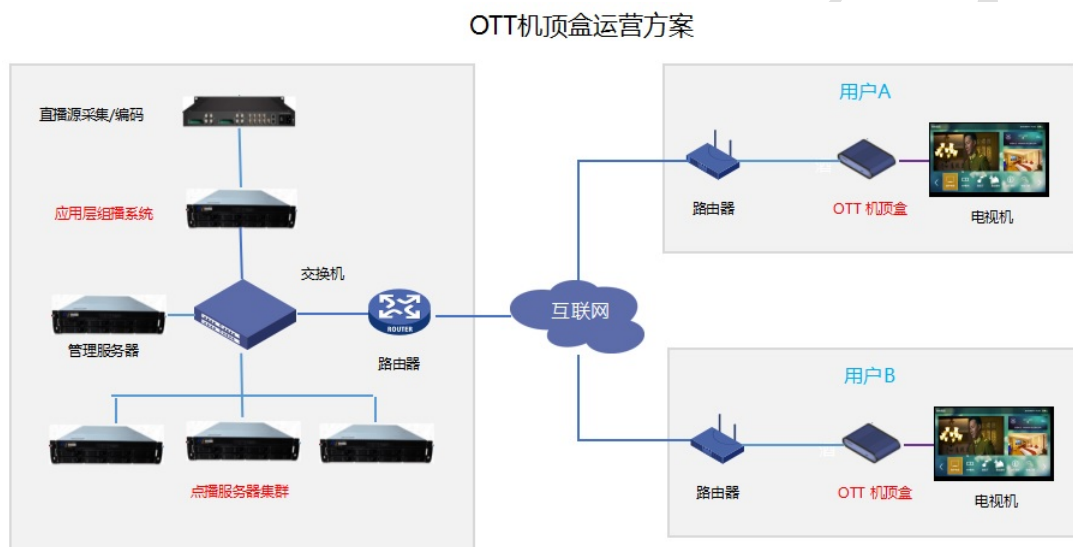 OTT机顶盒运营方案
直播源采集/编码
应用层组播系统
交换机
管理服务器
ROUTER
路由器
点播服务器集群
互联网
用户A
路由器
OTT 机顶盒
电视机
用户B
路由器
OTT 机顶盒
电视机